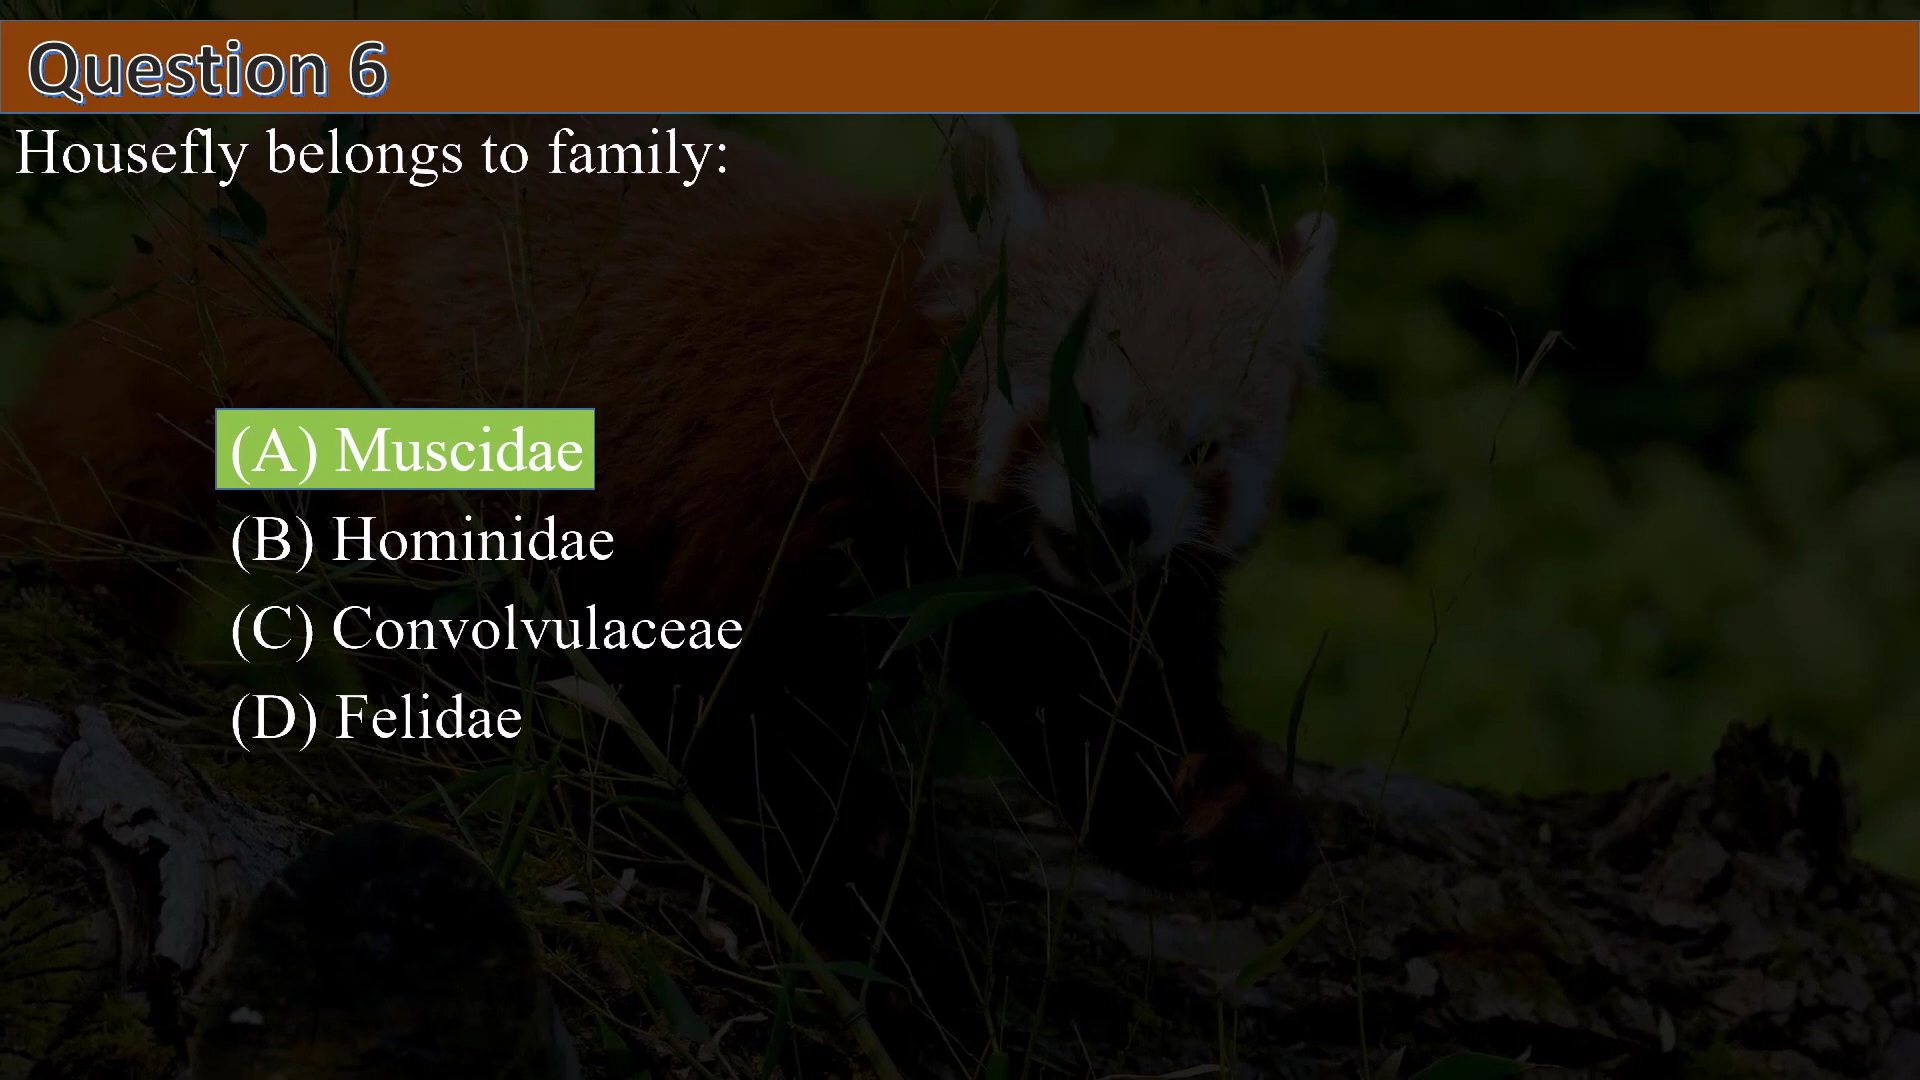 Question 6
Housefly belongs to family:
(A) Muscidae
(B) Hominidae
(C) Convolvulaceae
(D) Felidae